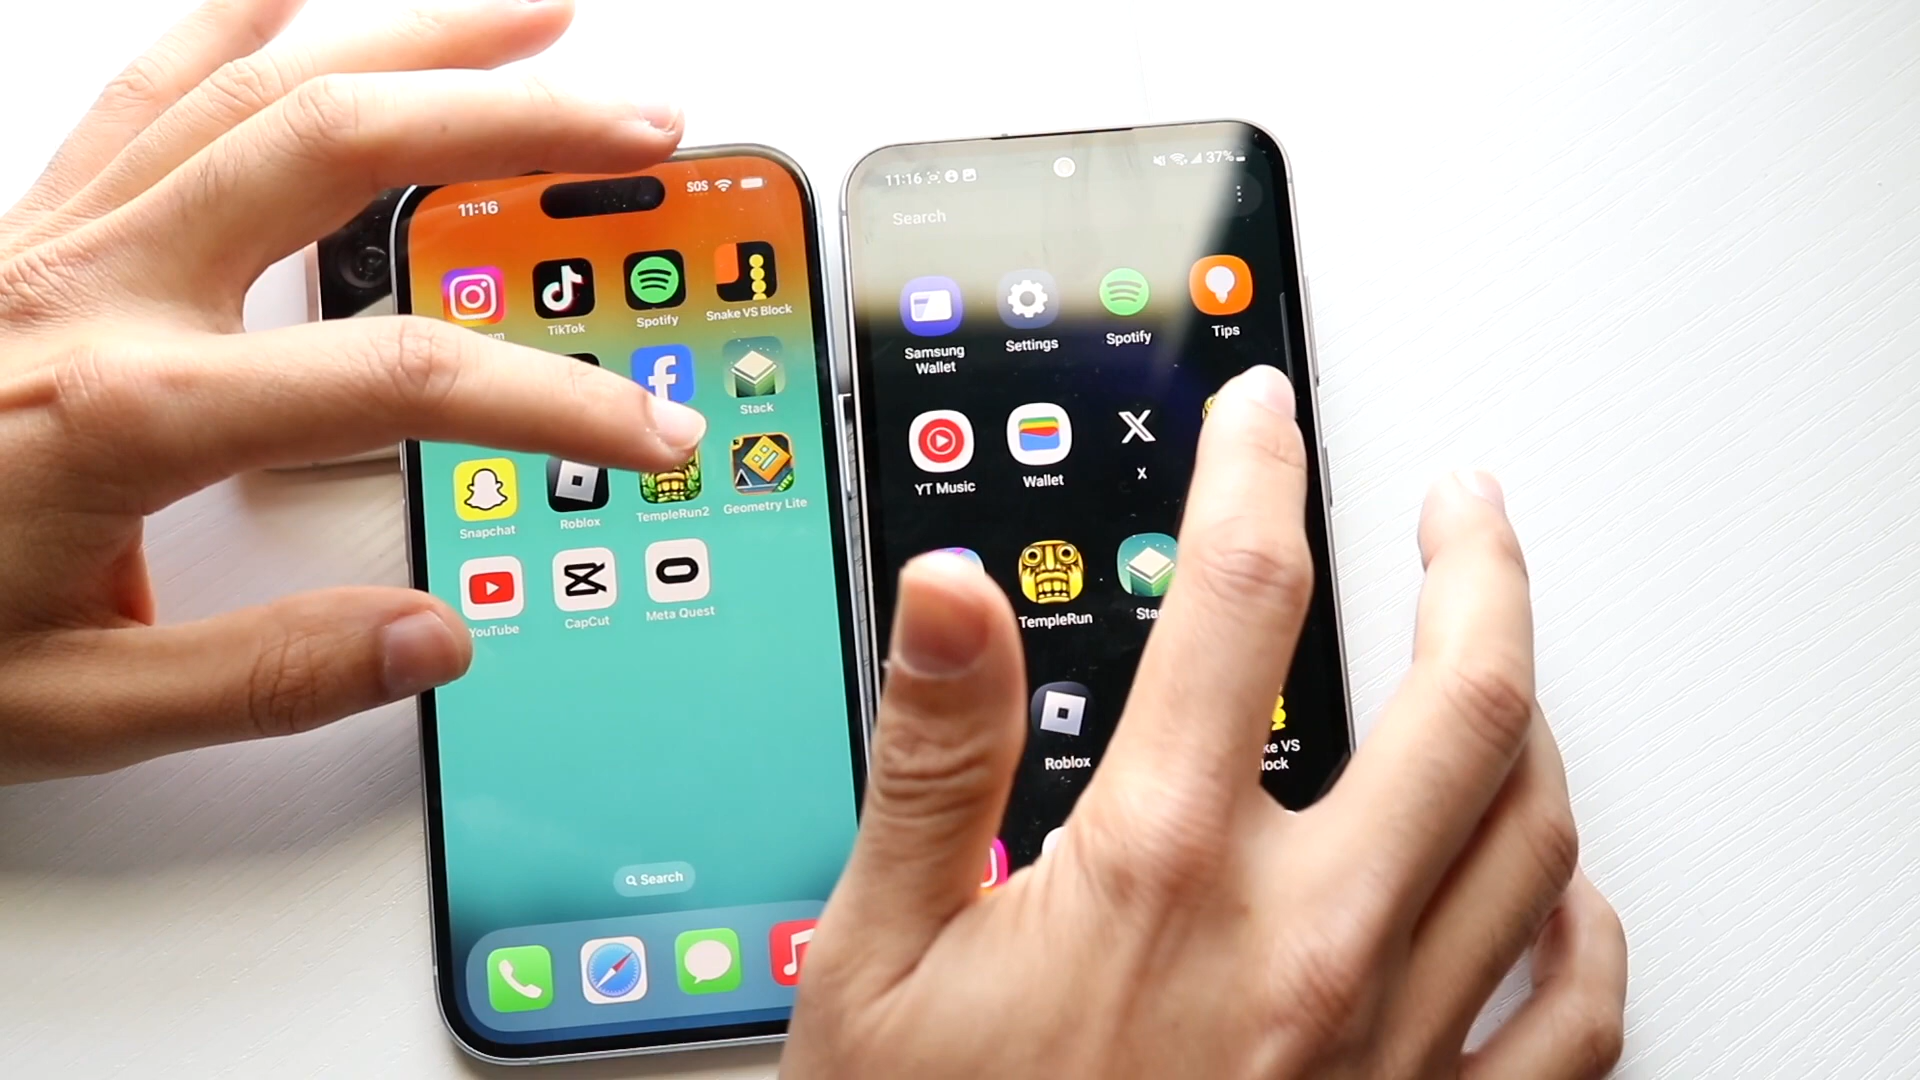 11:16
SOS
TikTok
Spotify
Snake VS Block
Stack
Snapchat
Roblox
TempleRun2
Geometry Lite
YouTube
CapCut
Meta Quest
Search
11:16
37%
Search
Samsung
Wallet
Settings
Spotify
Tips
YT Music
Wallet
X
TempleRun
Roblox
VS